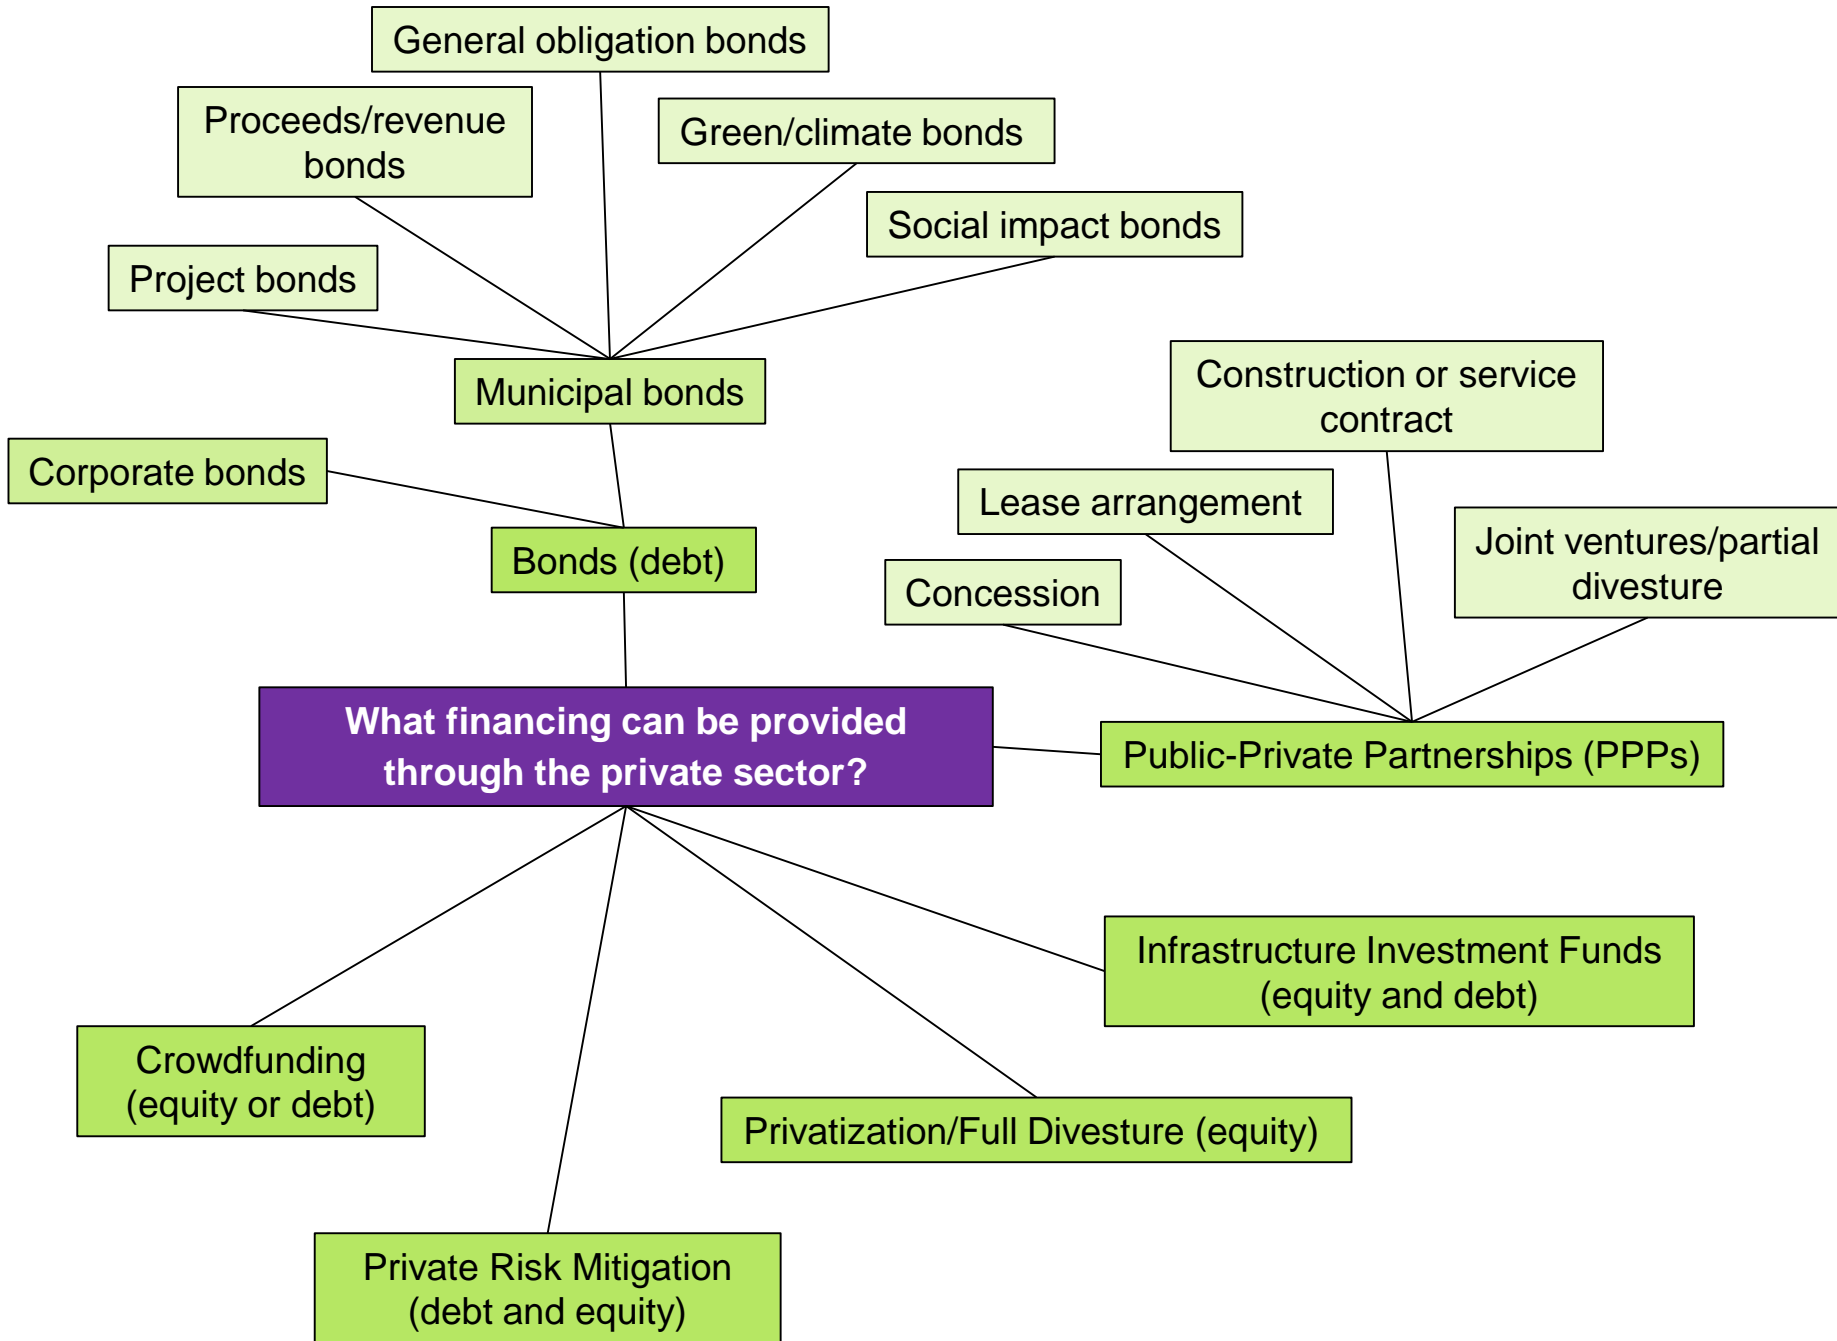 General obligation bonds
Proceeds/revenue
bonds
Green/climate bonds
Social impact bonds
Project bonds
Municipal bonds
Construction or service
contract
Corporate bonds
Lease arrangement
Joint ventures/partial
divesture
Bonds (debt)
Concession
What financing can be provided
through the private sector?
Public-Private Partnerships (PPPs)
Infrastructure Investment Funds
(equity and debt)
Crowdfunding
(equity or debt)
Privatization/Full Divesture (equity)
Private Risk Mitigation
(debt and equity)